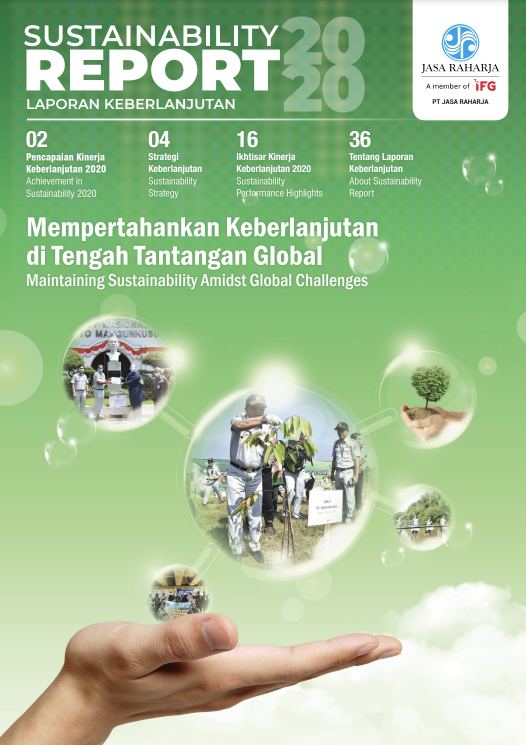 SUSTAINABILITY
REPORT
2020
LAPORAN KEBERLANJUTAN
JASA RAHARJA
A member of IFG
PT JASA RAHARJA
02
Pencapaian Kinerja
Keberlanjutan 2020
Achievement in
Sustainability 2020
04
Strategi
Keberlanjutan
Sustainability
Strategy
16
Ikhtisar Kinerja
Keberlanjutan 2020
Sustainability
Performance Highlights
36
Tentang Laporan
Keberlanjutan
About Sustainability
Report
Mempertahankan Keberlanjutan
di Tengah Tantangan Global
Maintaining Sustainability Amidst Global Challenges